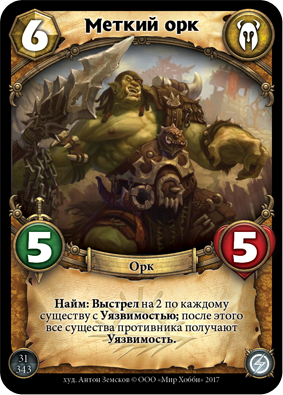 6
Меткий орк
5
5
Орк
Найм: Выстрел на 2 по каждому
существу с Уязвимостью; после этого
все существа противника получают
Уязвимость.
31
343
худ. Антон Земсков © ООО «Мир Хобби» 2017